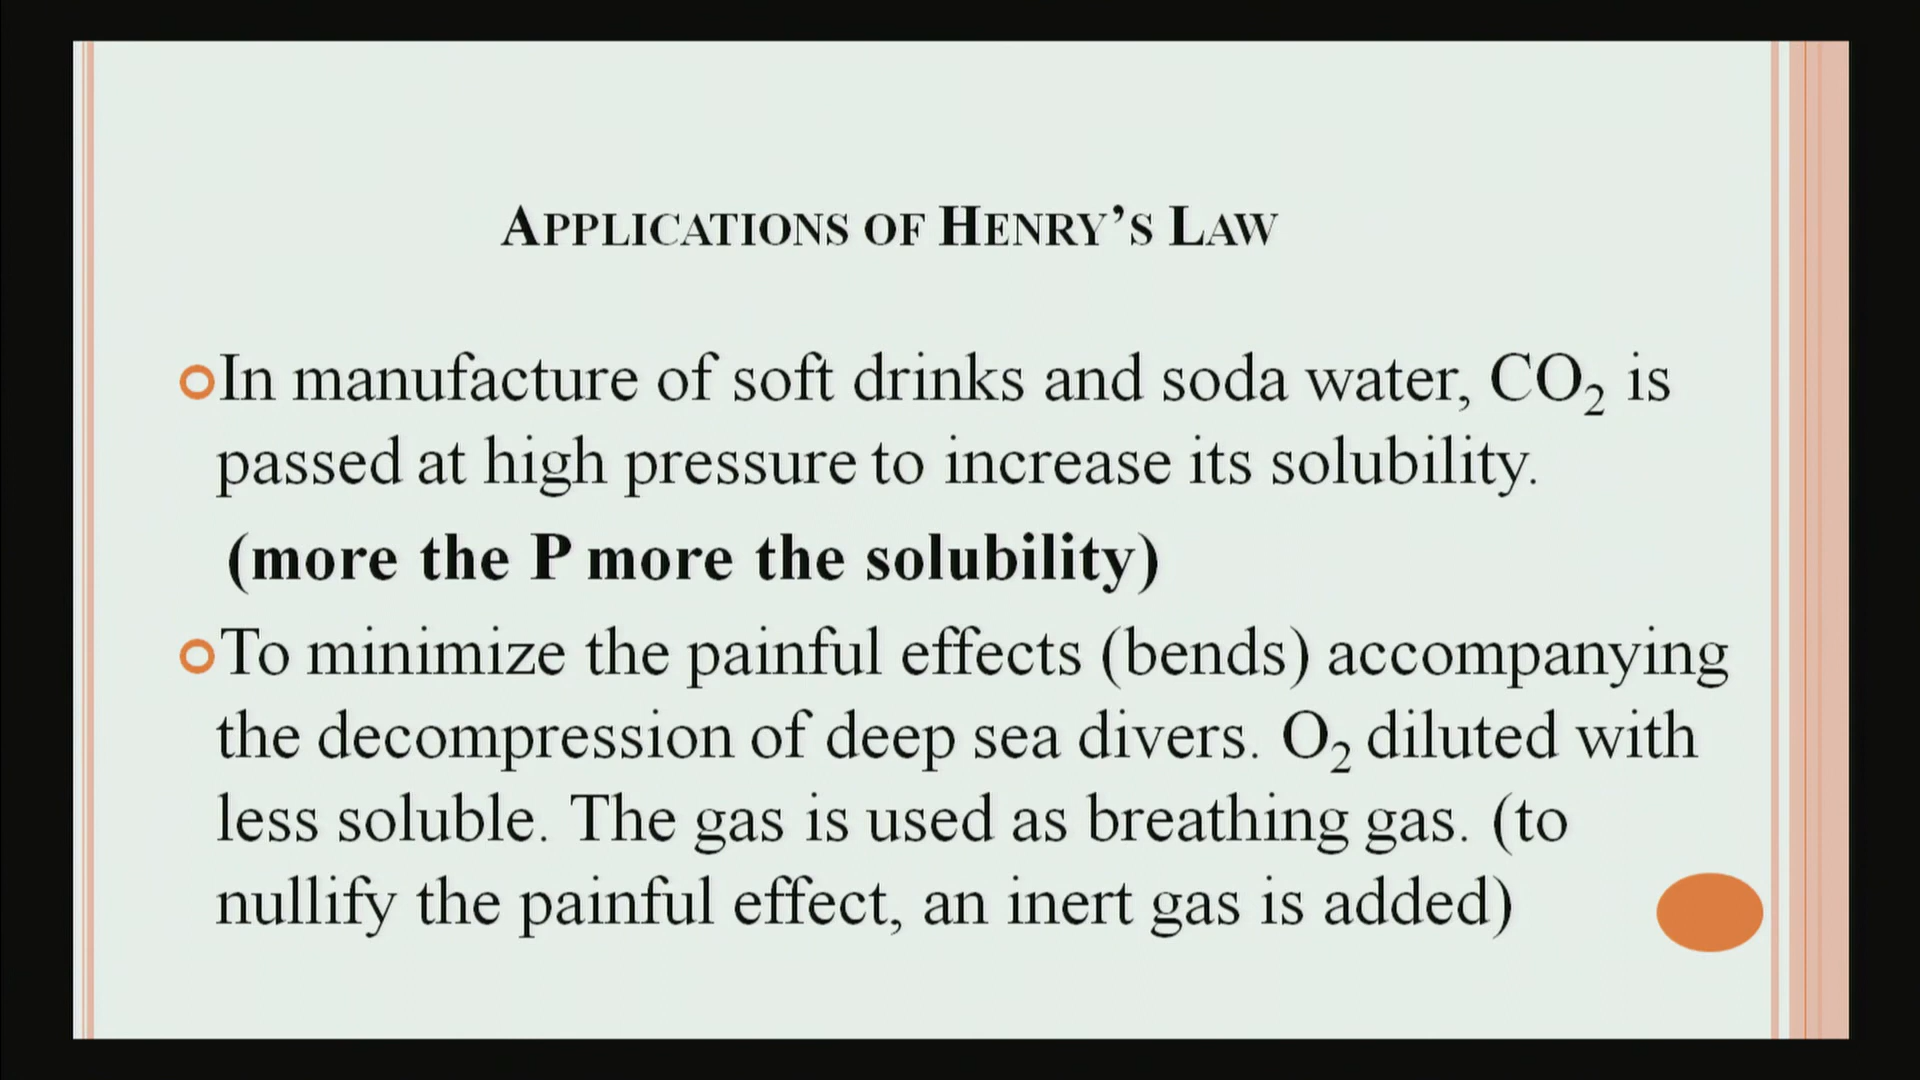 APPLICATIONS OF HENRY’S LAW
In manufacture of soft drinks and soda water, CO₂ is
passed at high pressure to increase its solubility.
(more the P more the solubility)
To minimize the painful effects (bends) accompanying
the decompression of deep sea divers. O₂ diluted with
less soluble. The gas is used as breathing gas. (to
nullify the painful effect, an inert gas is added)